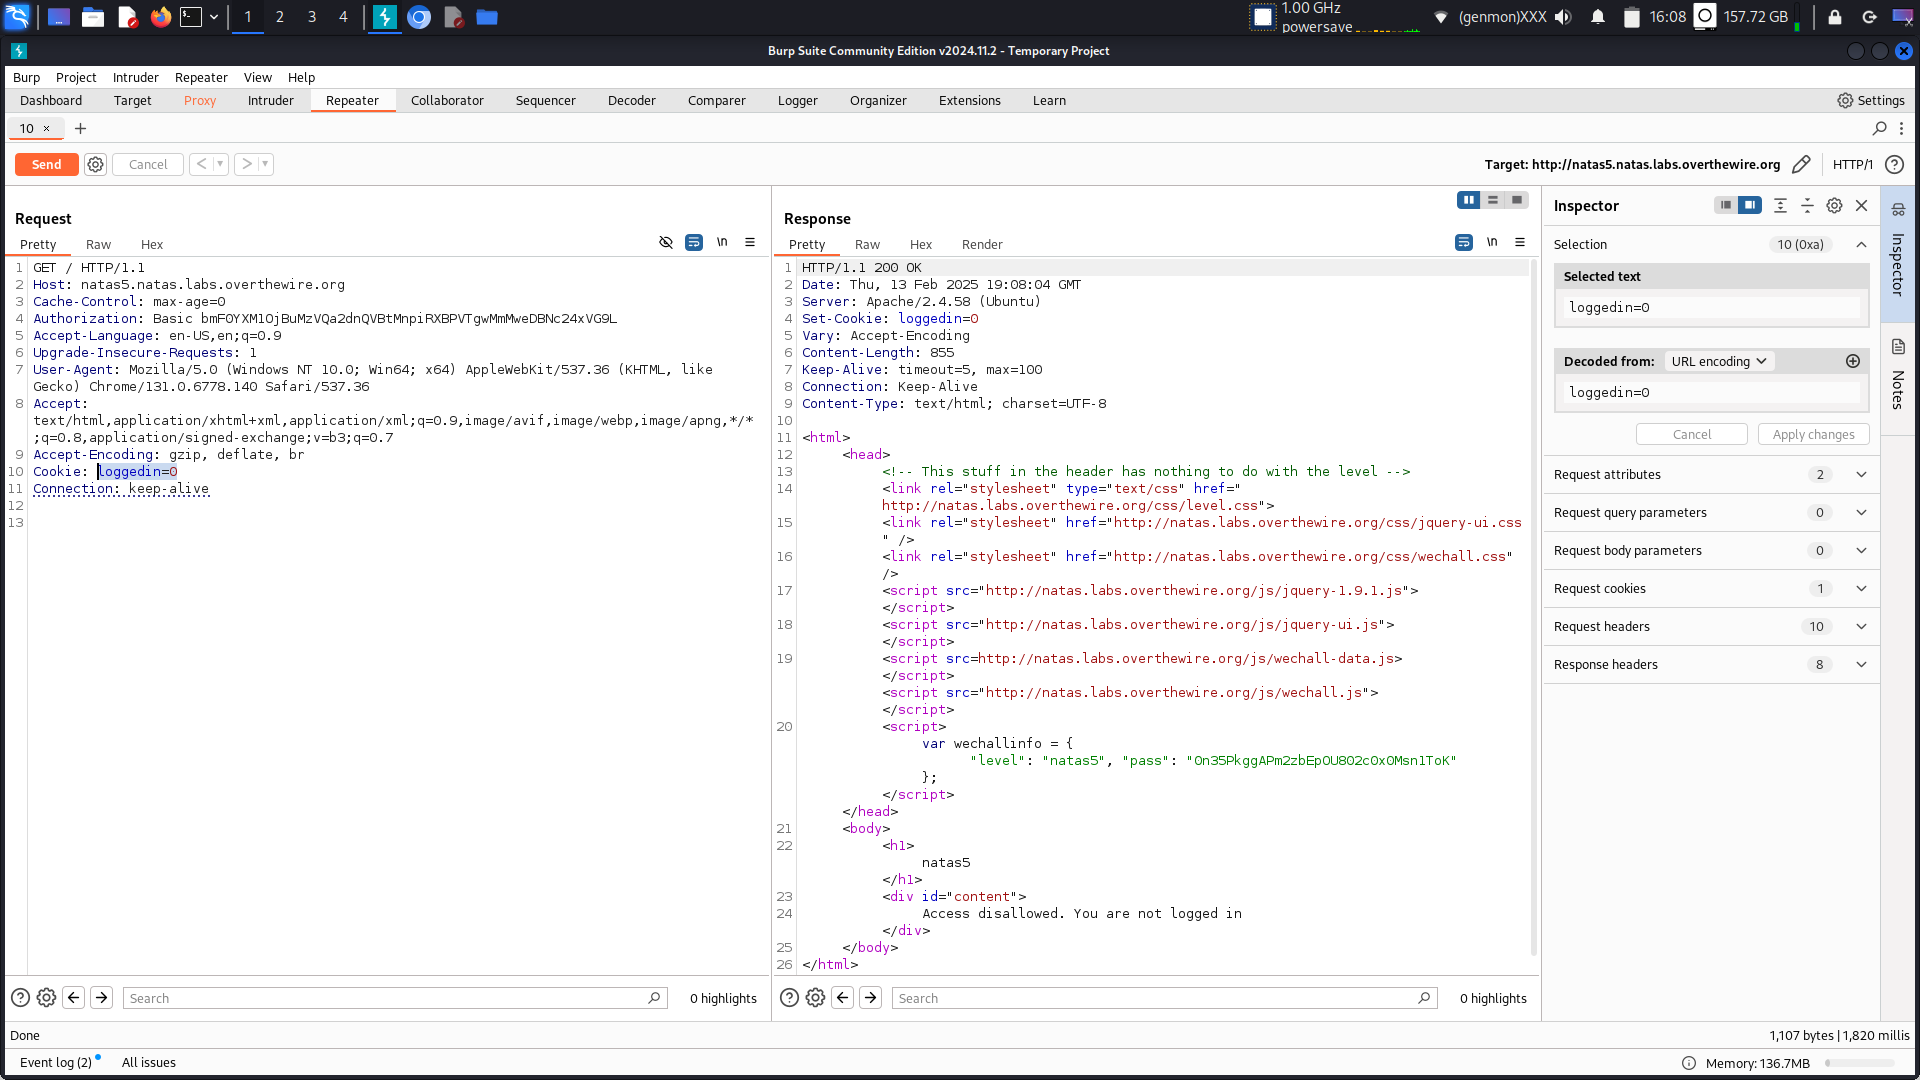 1
2
3
4
1.00 GHz
powersave
(genmon)XXX
16:08
157.72 GB
Burp Suite Community Edition v2024.11.2 - Temporary Project
Burp Project Intruder Repeater View Help
Dashboard Target Proxy Intruder Repeater Collaborator Sequencer Decoder Comparer Logger Organizer Extensions Learn Settings
10 × +
Send Cancel < >
Target: http://natas5.natas.labs.overthewire.org HTTP/1
Request
Pretty Raw Hex \n
1 GET / HTTP/1.1
2 Host: natas5.natas.labs.overthewire.org
3 Cache-Control: max-age=0
4 Authorization: Basic bmF0YXM1OjBuMzVQa2dnQVBtMnpiRXBPVTgwMmMweDBNc24xVG9L
5 Accept-Language: en-US,en;q=0.9
6 Upgrade-Insecure-Requests: 1
7 User-Agent: Mozilla/5.0 (Windows NT 10.0; Win64; x64) AppleWebKit/537.36 (KHTML, like
Gecko) Chrome/131.0.6778.140 Safari/537.36
8 Accept:
text/html,application/xhtml+xml,application/xml;q=0.9,image/avif,image/webp,image/apng,*/*
;q=0.8,application/signed-exchange;v=b3;q=0.7
9 Accept-Encoding: gzip, deflate, br
10 Cookie: loggedin=0
11 Connection: keep-alive
12
13
Search 0 highlights
Response
Pretty Raw Hex Render \n
1 HTTP/1.1 200 OK
2 Date: Thu, 13 Feb 2025 19:08:04 GMT
3 Server: Apache/2.4.58 (Ubuntu)
4 Set-Cookie: loggedin=0
5 Vary: Accept-Encoding
6 Content-Length: 855
7 Keep-Alive: timeout=5, max=100
8 Connection: Keep-Alive
9 Content-Type: text/html; charset=UTF-8
10
11 <html>
12 <head>
13 <!-- This stuff in the header has nothing to do with the level -->
14 <link rel="stylesheet" type="text/css" href="
http://natas.labs.overthewire.org/css/level.css">
15 <link rel="stylesheet" href="http://natas.labs.overthewire.org/css/jquery-ui.css
" />
16 <link rel="stylesheet" href="http://natas.labs.overthewire.org/css/wechall.css"
/>
17 <script src="http://natas.labs.overthewire.org/js/jquery-1.9.1.js">
</script>
18 <script src="http://natas.labs.overthewire.org/js/jquery-ui.js">
</script>
19 <script src=http://natas.labs.overthewire.org/js/wechall-data.js>
</script>
<script src="http://natas.labs.overthewire.org/js/wechall.js">
</script>
20 <script>
var wechallinfo = {
"level": "natas5", "pass": "0n35PkggAPm2zbEpOU802c0x0Msn1ToK"
};
</script>
</head>
21 <body>
22 <h1>
natas5
</h1>
23 <div id="content">
24 Access disallowed. You are not logged in
</div>
25 </body>
26 </html>
Search 0 highlights
Inspector
Selection 10 (0xa)
Selected text
loggedin=0
Decoded from: URL encoding
loggedin=0
Cancel Apply changes
Request attributes 2
Request query parameters 0
Request body parameters 0
Request cookies 1
Request headers 10
Response headers 8
Inspector
Notes
Done 1,107 bytes | 1,820 millis
Event log (2) All issues Memory: 136.7MB